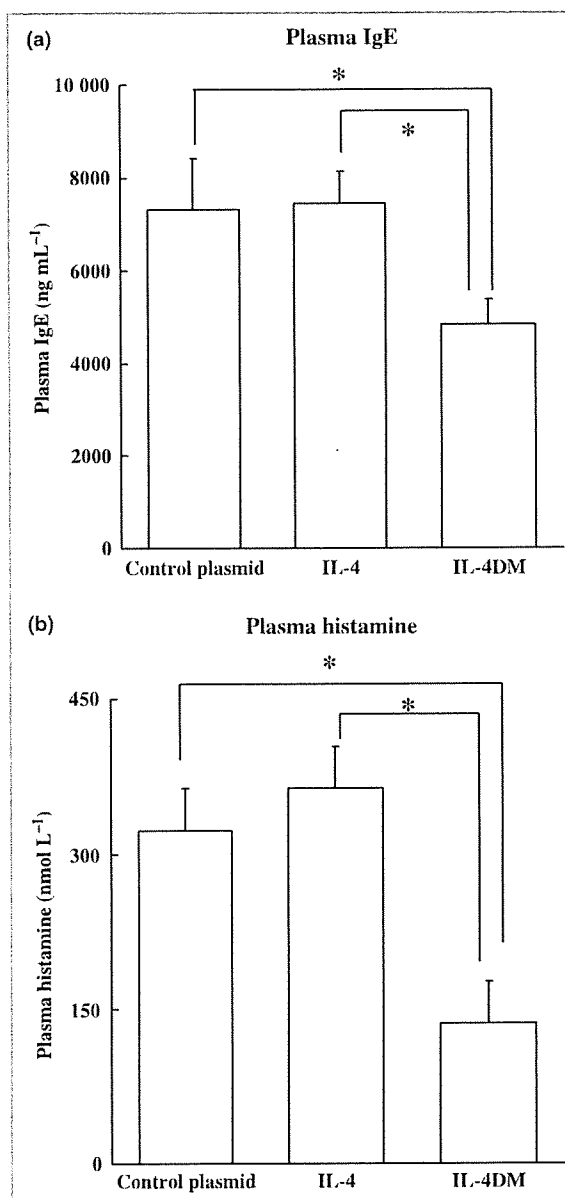 (a)
Plasma IgE
*
*
10 000
8000
6000
4000
2000
0
Plasma IgE (ng mL⁻¹)
Control plasmid IL-4 IL-4DM
(b)
Plasma histamine
*
*
450
300
150
0
Plasma histamine (nmol L⁻¹)
Control plasmid IL-4 IL-4DM